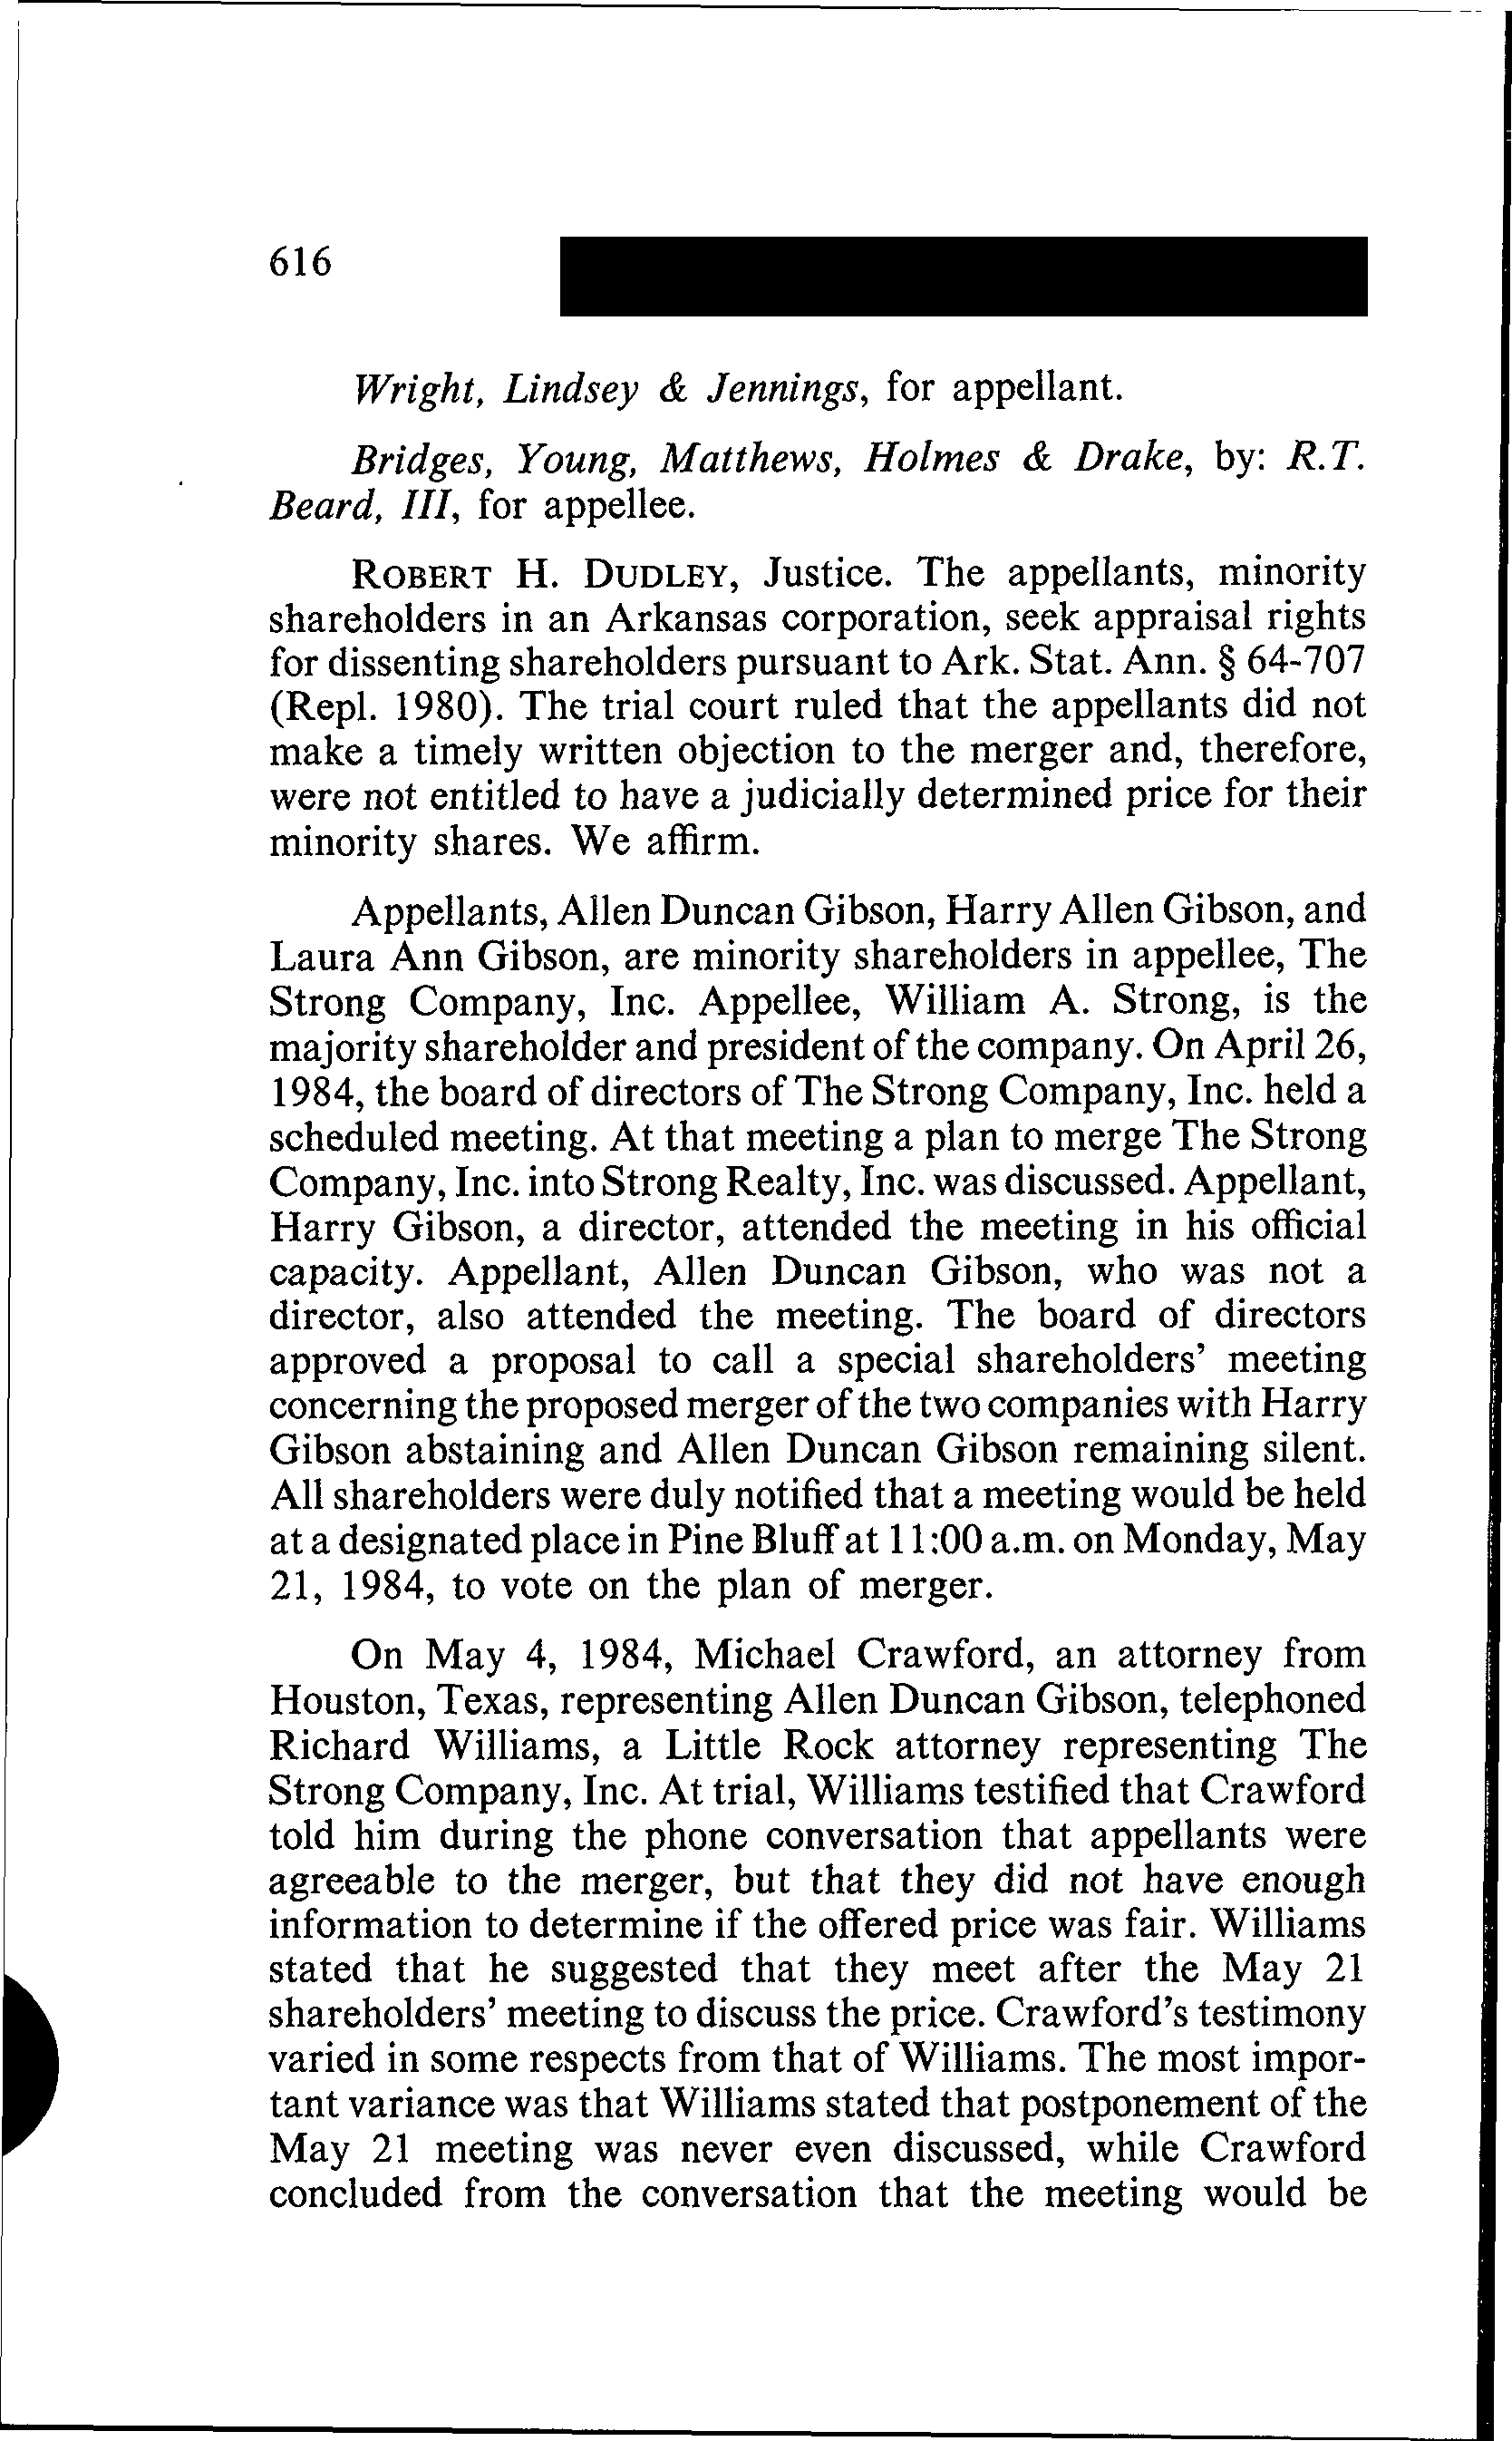 616
Wright, Lindsey & Jennings, for appellant.
Bridges, Young, Matthews, Holmes & Drake, by: R.T.
Beard, III, for appellee.
ROBERT H. DUDLEY, Justice. The appellants, minority
shareholders in an Arkansas corporation, seek appraisal rights
for dissenting shareholders pursuant to Ark. Stat. Ann. § 64-707
(Repl. 1980). The trial court ruled that the appellants did not
make a timely written objection to the merger and, therefore,
were not entitled to have a judicially determined price for their
minority shares. We affirm.
Appellants, Allen Duncan Gibson, Harry Allen Gibson, and
Laura Ann Gibson, are minority shareholders in appellee, The
Strong Company, Inc. Appellee, William A. Strong, is the
majority shareholder and president of the company. On April 26,
1984, the board of directors of The Strong Company, Inc. held a
scheduled meeting. At that meeting a plan to merge The Strong
Company, Inc. into Strong Realty, Inc. was discussed. Appellant,
Harry Gibson, a director, attended the meeting in his official
capacity. Appellant, Allen Duncan Gibson, who was not a
director, also attended the meeting. The board of directors
approved a proposal to call a special shareholders' meeting
concerning the proposed merger of the two companies with Harry
Gibson abstaining and Allen Duncan Gibson remaining silent.
All shareholders were duly notified that a meeting would be held
at a designated place in Pine Bluff at 11:00 a.m. on Monday, May
21, 1984, to vote on the plan of merger.
On May 4, 1984, Michael Crawford, an attorney from
Houston, Texas, representing Allen Duncan Gibson, telephoned
Richard Williams, a Little Rock attorney representing The
Strong Company, Inc. At trial, Williams testified that Crawford
told him during the phone conversation that appellants were
agreeable to the merger, but that they did not have enough
information to determine if the offered price was fair. Williams
stated that he suggested that they meet after the May 21
shareholders' meeting to discuss the price. Crawford's testimony
varied in some respects from that of Williams. The most impor-
tant variance was that Williams stated that postponement of the
May 21 meeting was never even discussed, while Crawford
concluded from the conversation that the meeting would be